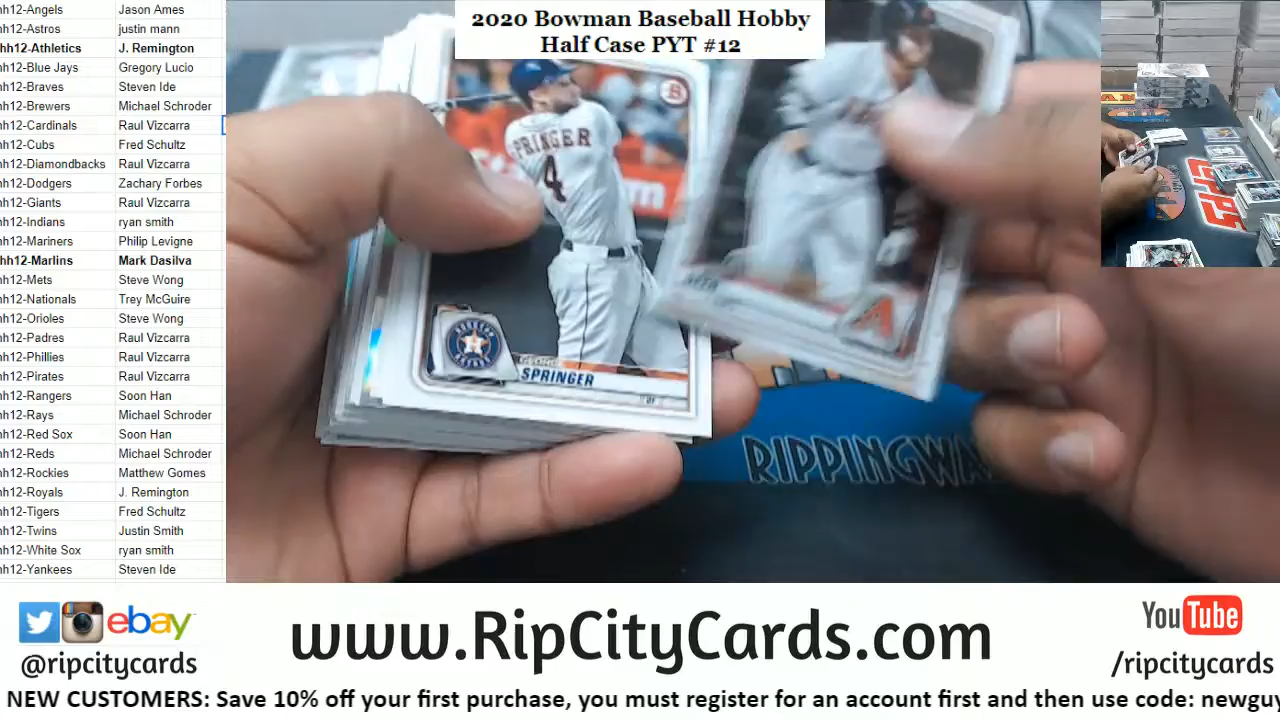 2020 Bowman Baseball Hobby
Half Case PYT #12
hh12-Angels Jason Ames
hh12-Astros justin mann
hh12-Athletics J. Remington
hh12-Blue Jays Gregory Lucio
hh12-Braves Steven Ide
hh12-Brewers Michael Schroder
hh12-Cardinals Raul Vizcarra
hh12-Cubs Fred Schultz
hh12-Diamondbacks Raul Vizcarra
hh12-Dodgers Zachary Forbes
hh12-Giants Raul Vizcarra
hh12-Indians ryan smith
hh12-Mariners Philip Levigne
hh12-Marlins Mark Dasilva
hh12-Mets Steve Wong
hh12-Nationals Trey McGuire
hh12-Orioles Steve Wong
hh12-Padres Raul Vizcarra
hh12-Phillies Raul Vizcarra
hh12-Pirates Raul Vizcarra
hh12-Rangers Soon Han
hh12-Rays Michael Schroder
hh12-Red Sox Soon Han
hh12-Reds Michael Schroder
hh12-Rockies Matthew Gomes
hh12-Royals J. Remington
hh12-Tigers Fred Schultz
hh12-Twins Justin Smith
hh12-White Sox ryan smith
hh12-Yankees Steven Ide
B
PRINGER
4
GEORGE
SPRINGER
OF
A
RIPPINGWA
TOPPS
ebay
@ripcitycards
www.RipCityCards.com
YouTube
/ripcitycards
NEW CUSTOMERS: Save 10% off your first purchase, you must register for an account first and then use code: newguy